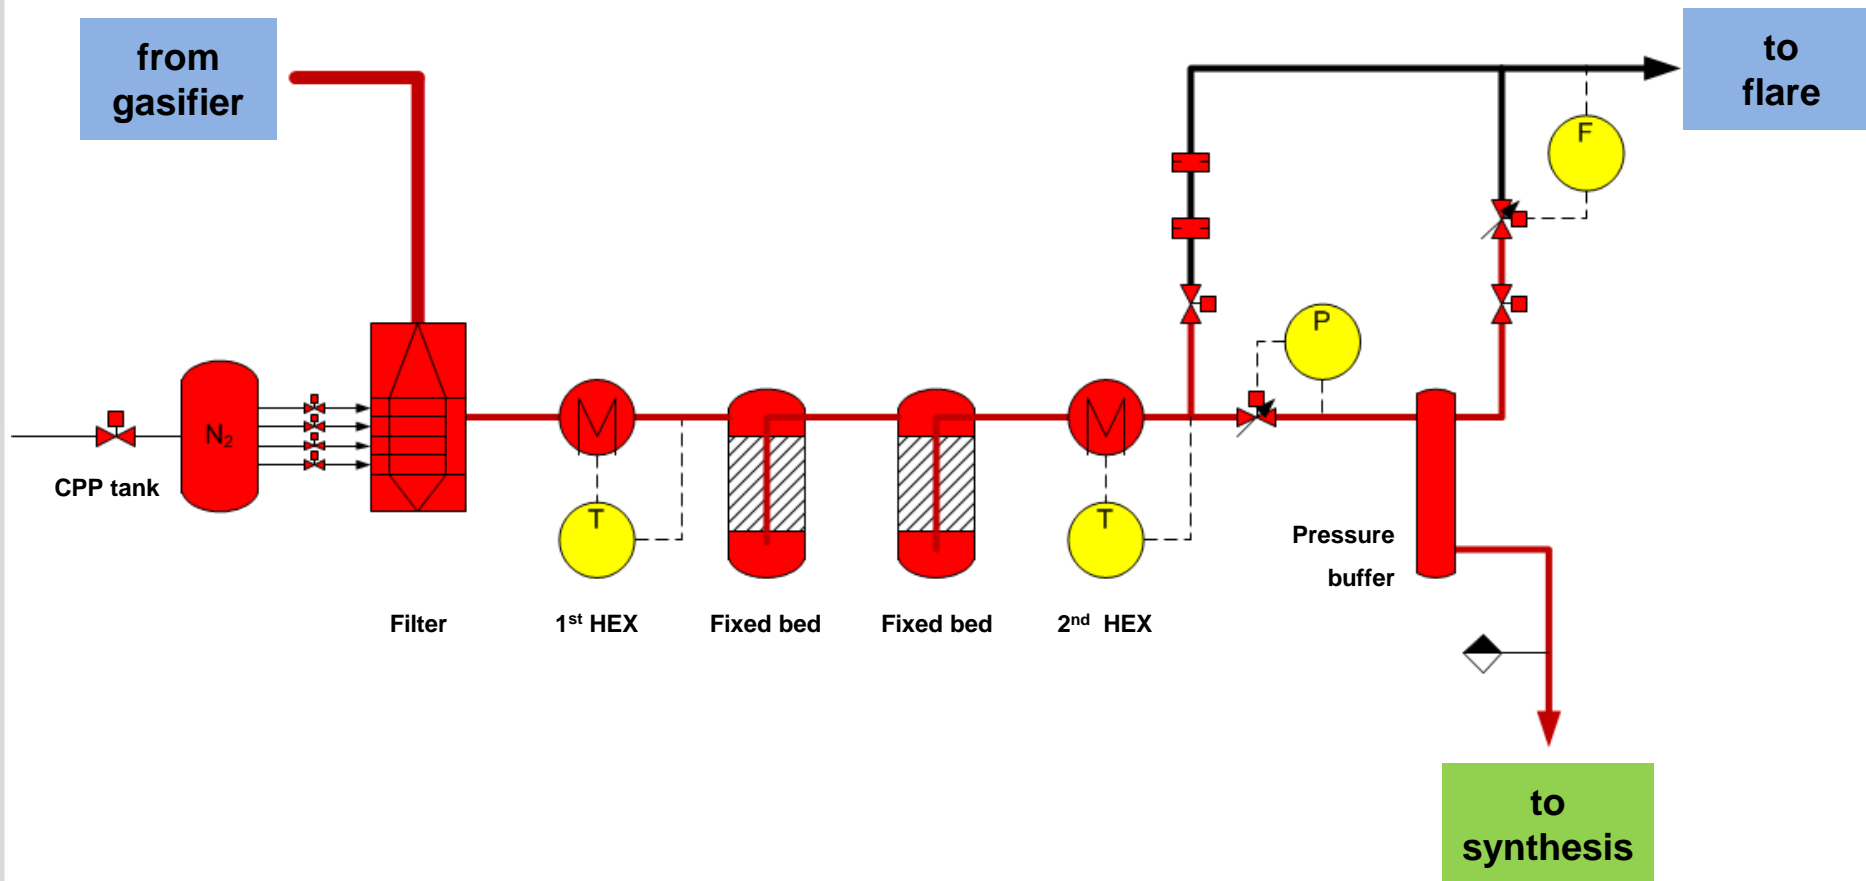 from
gasifier
to
flare
F
P
N2
CPP tank
T
T
Pressure
buffer
Filter
1st HEX
Fixed bed
Fixed bed
2nd HEX
to
synthesis